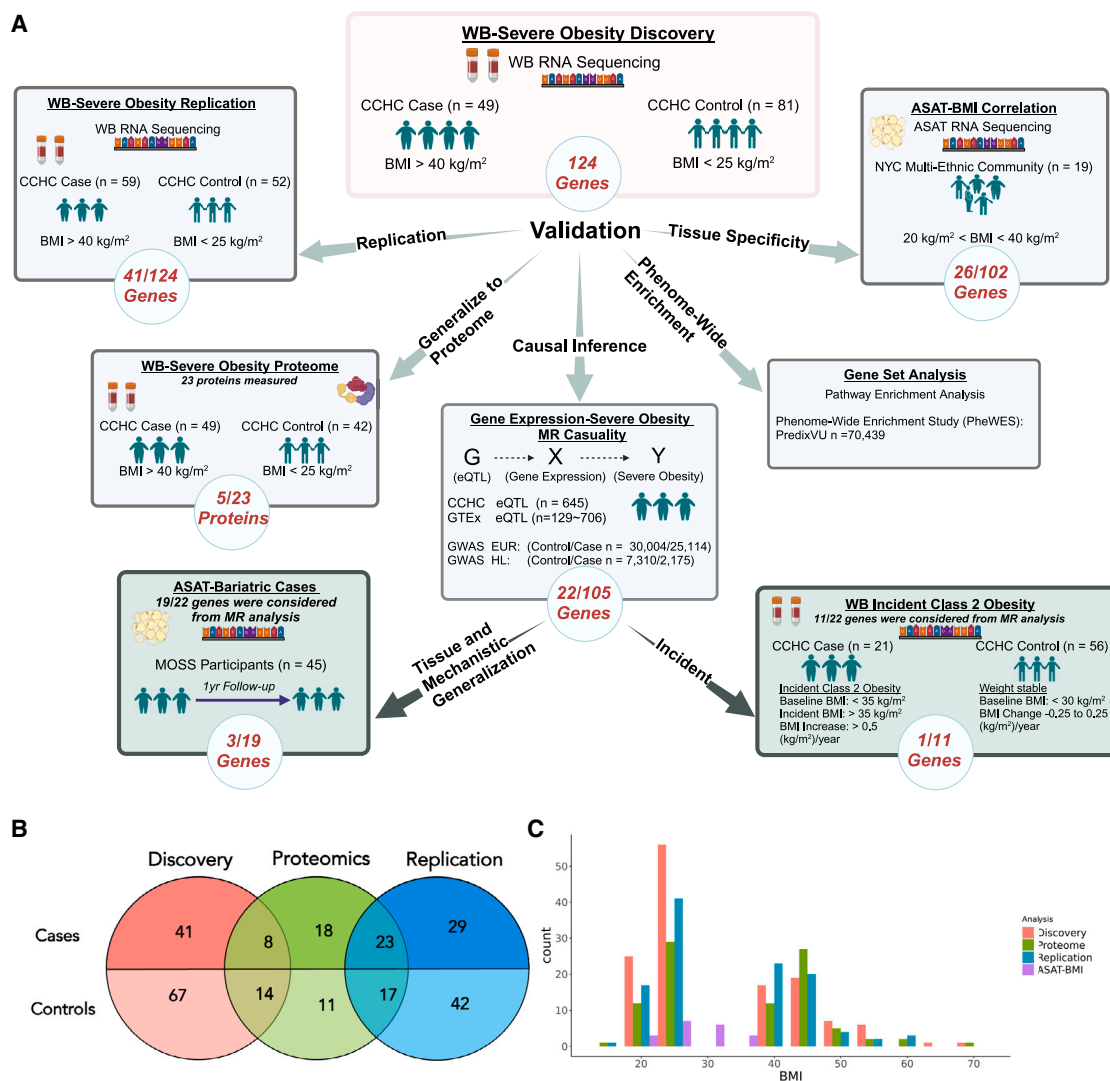 A
WB-Severe Obesity Discovery
WB RNA Sequencing
CCHC Case (n = 49)
CCHC Control (n = 81)
BMI > 40 kg/m²
BMI < 25 kg/m²
124
Genes
WB-Severe Obesity Replication
WB RNA Sequencing
CCHC Case (n = 59)
CCHC Control (n = 52)
BMI > 40 kg/m²
BMI < 25 kg/m²
41/124
Genes
ASAT-BMI Correlation
ASAT RNA Sequencing
NYC Multi-Ethnic Community (n = 19)
20 kg/m² < BMI < 40 kg/m²
26/102
Genes
Validation
Replication
Tissue Specificity
Generalize to
Proteome
Causal Inference
Phenome-Wide
Enrichment
WB-Severe Obesity Proteome
23 proteins measured
CCHC Case (n = 49)
CCHC Control (n = 42)
BMI > 40 kg/m²
BMI < 25 kg/m²
5/23
Proteins
Gene Expression-Severe Obesity
MR Casuality
G X Y
(eQTL) (Gene Expression) (Severe Obesity)
CCHC eQTL (n = 645)
GTEx eQTL (n=129~706)
GWAS EUR: (Control/Case n = 30,004/25,114)
GWAS HL: (Control/Case n = 7,310/2,175)
22/105
Genes
Gene Set Analysis
Pathway Enrichment Analysis
Phenome-Wide Enrichment Study (PheWES):
PredixVU n =70,439
Tissue and
Mechanistic
Generalization
Incident
ASAT-Bariatric Cases
19/22 genes were considered
from MR analysis
MOSS Participants (n = 45)
1yr Follow-up
3/19
Genes
WB Incident Class 2 Obesity
11/22 genes were considered from MR analysis
CCHC Case (n = 21)
CCHC Control (n = 56)
Incident Class 2 Obesity
Baseline BMI: < 35 kg/m²
Incident BMI: > 35 kg/m²
BMI Increase: > 0.5
(kg/m²)/year
Weight stable
Baseline BMI: < 30 kg/m²
BMI Change -0.25 to 0.25
(kg/m²)/year
1/11
Genes
B
Discovery Proteomics Replication
Cases
41 8 18 23 29
Controls
67 14 11 17 42
C
count
50
40
30
20
10
0
20 30 40 50 60 70
BMI
Analysis
Discovery
Proteome
Replication
ASAT-BMI